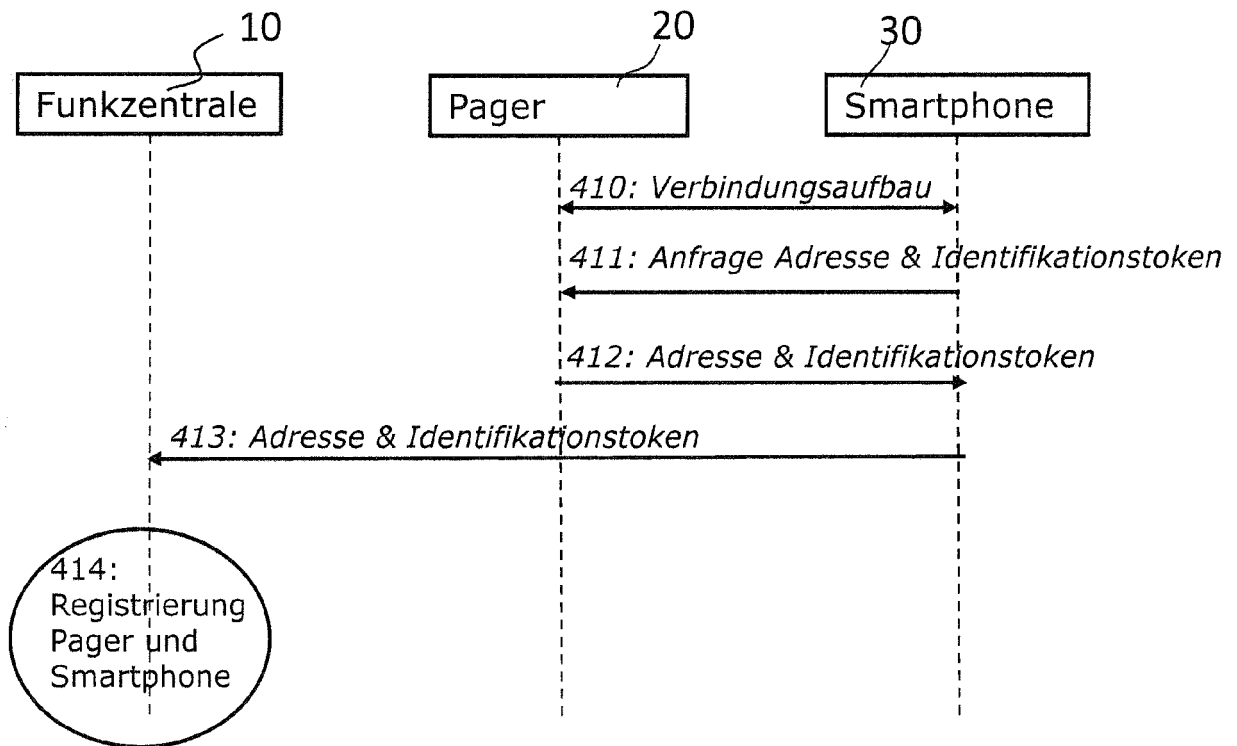 10
20
30
Funkzentrale
Pager
Smartphone
410: Verbindungsaufbau
411: Anfrage Adresse & Identifikationstoken
412: Adresse & Identifikationstoken
413: Adresse & Identifikationstoken
414:
Registrierung
Pager und
Smartphone